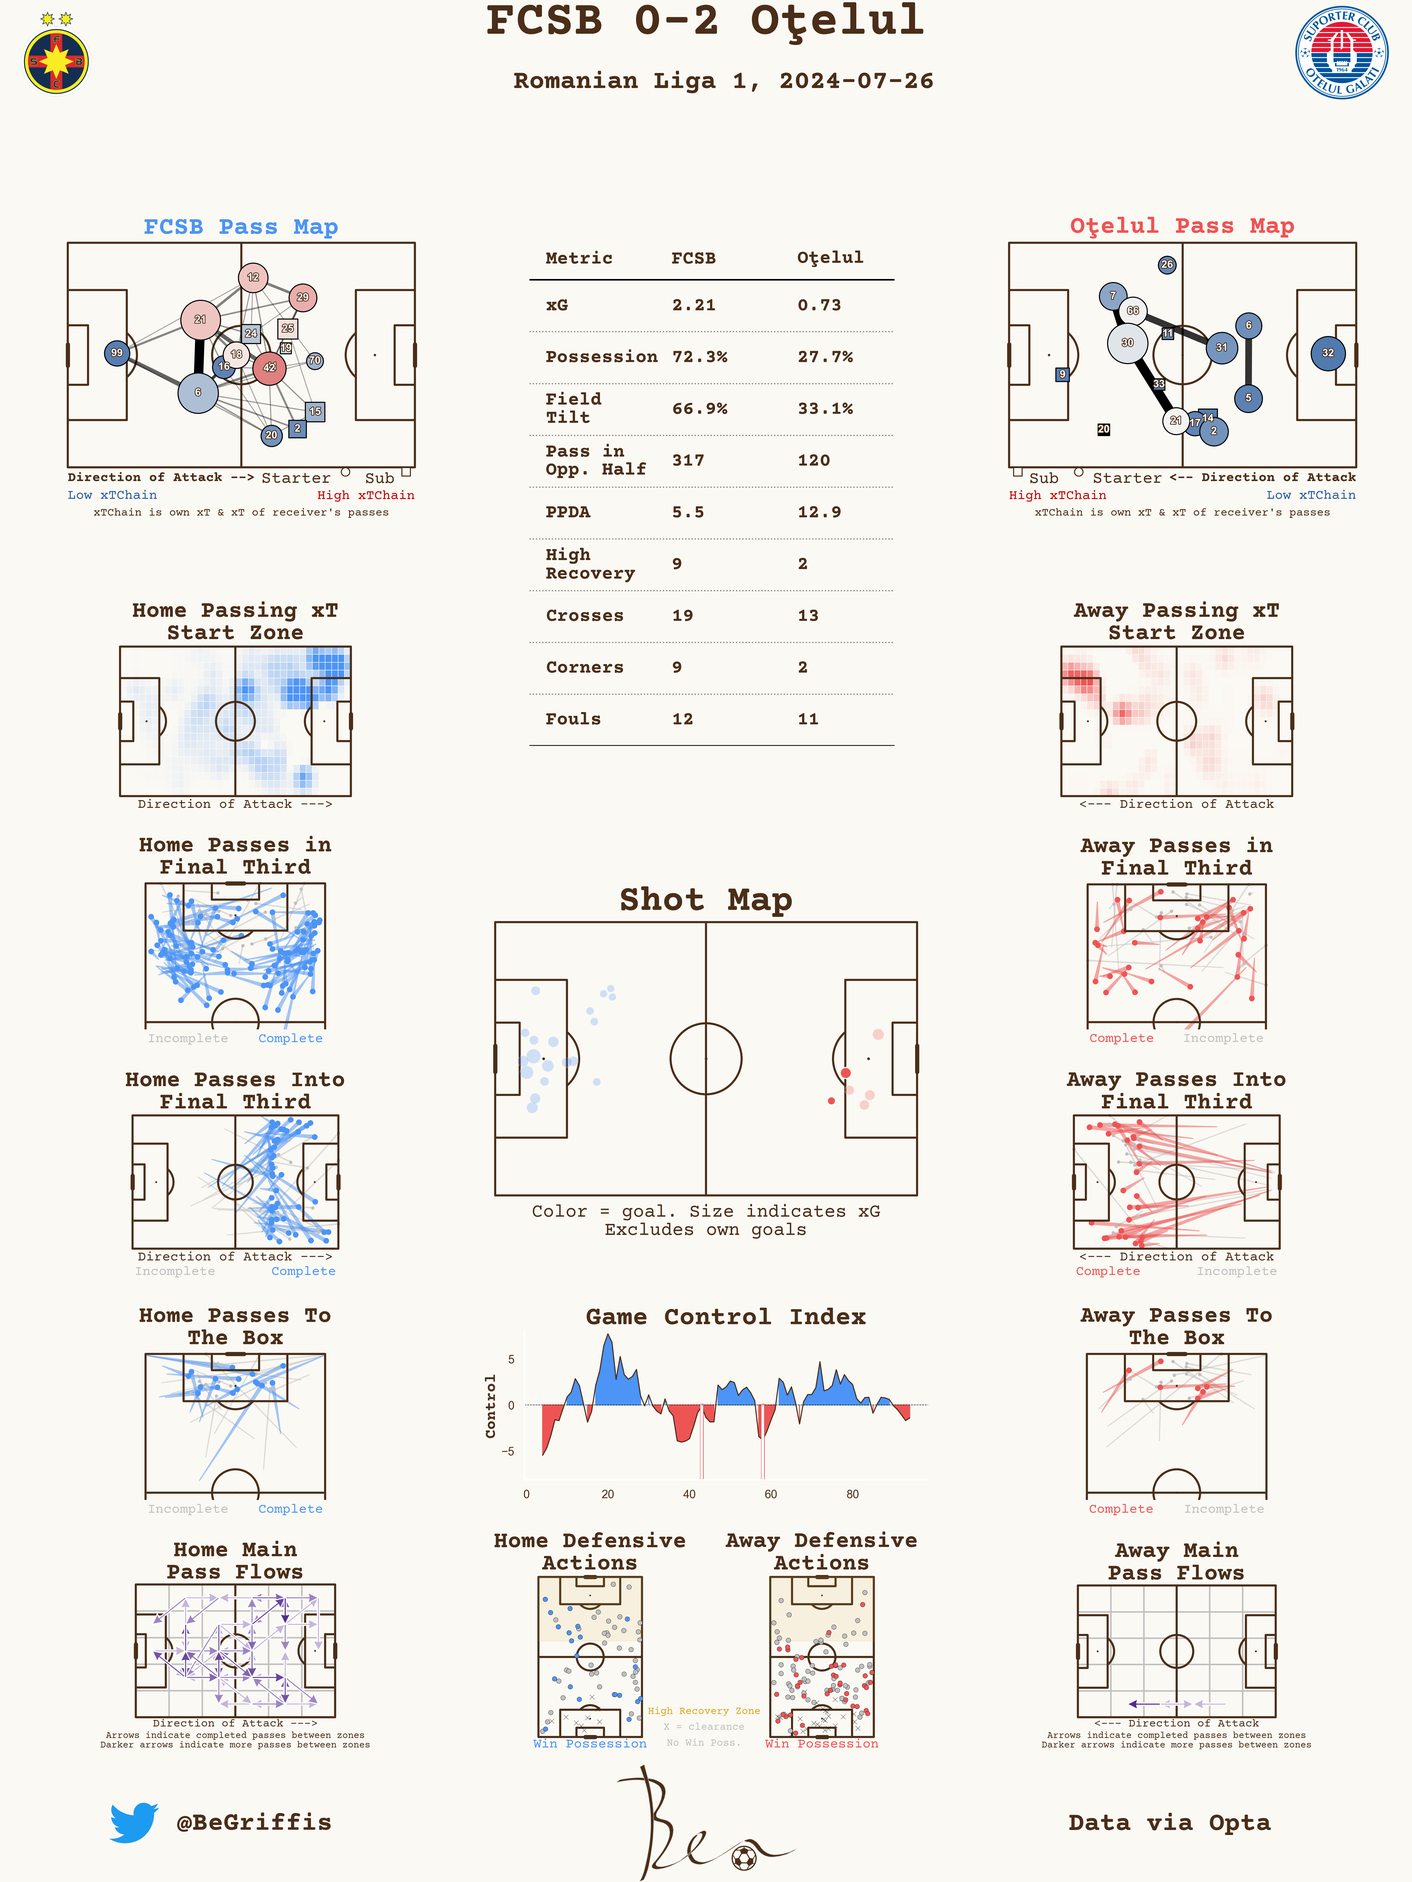 FCSB 0-2 Oţelul
Romanian Liga 1, 2024-07-26
F
S
B
C
SUPORTER CLUB
1964
OTELUL GALATI
FCSB Pass Map
12
29
21
24
25
19
18
16
42
70
99
6
15
2
20
Direction of Attack --> Starter Sub
Low xTChain High xTChain
xTChain is own xT & xT of receiver's passes
Metric FCSB Oţelul
xG 2.21 0.73
Possession 72.3% 27.7%
Field
Tilt 66.9% 33.1%
Pass in
Opp. Half 317 120
PPDA 5.5 12.9
High
Recovery 9 2
Crosses 19 13
Corners 9 2
Fouls 12 11
Oţelul Pass Map
26
7
66
11
6
30
31
32
9
33
5
21
17
14
2
20
Sub Starter <-- Direction of Attack
High xTChain Low xTChain
xTChain is own xT & xT of receiver's passes
Home Passing xT
Start Zone
Direction of Attack --->
Away Passing xT
Start Zone
<--- Direction of Attack
Home Passes in
Final Third
Incomplete Complete
Away Passes in
Final Third
Complete Incomplete
Shot Map
Color = goal. Size indicates xG
Excludes own goals
Home Passes Into
Final Third
Direction of Attack --->
Incomplete Complete
Away Passes Into
Final Third
<--- Direction of Attack
Complete Incomplete
Home Passes To
The Box
Incomplete Complete
Game Control Index
Control
5
0
−5
0 20 40 60 80
Away Passes To
The Box
Complete Incomplete
Home Main
Pass Flows
Direction of Attack --->
Arrows indicate completed passes between zones
Darker arrows indicate more passes between zones
Home Defensive
Actions
Win Possession
Away Defensive
Actions
Win Possession
High Recovery Zone
X = clearance
No Win Poss.
Away Main
Pass Flows
<--- Direction of Attack
Arrows indicate completed passes between zones
Darker arrows indicate more passes between zones
@BeGriffis
Ben
Data via Opta